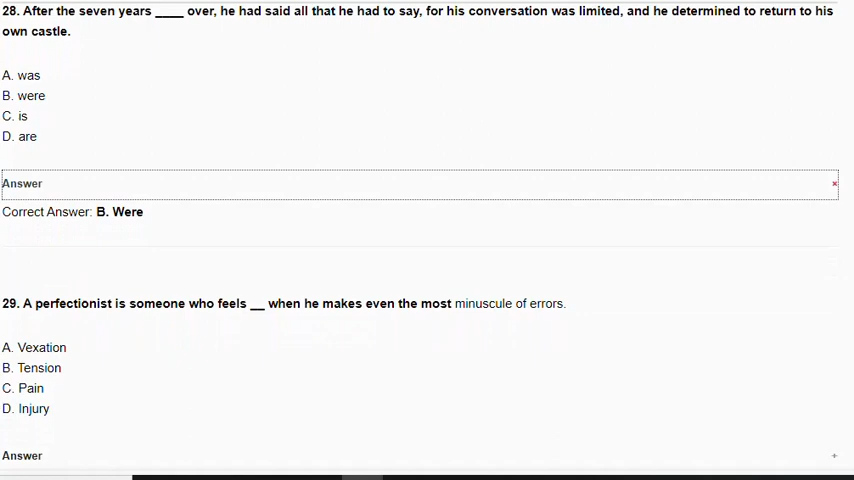 28. After the seven years ____ over, he had said all that he had to say, for his conversation was limited, and he determined to return to his
own castle.
A. was
B. were
C. is
D. are
Answer ×
Correct Answer: B. Were
29. A perfectionist is someone who feels __ when he makes even the most minuscule of errors.
A. Vexation
B. Tension
C. Pain
D. Injury
Answer +